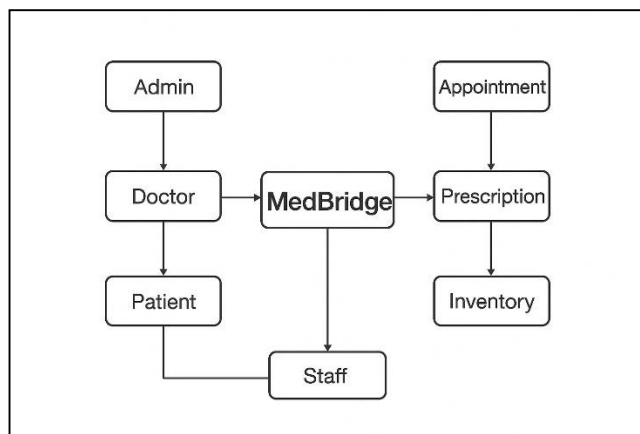 Admin
Appointment
Doctor
MedBridge
Prescription
Patient
Inventory
Staff